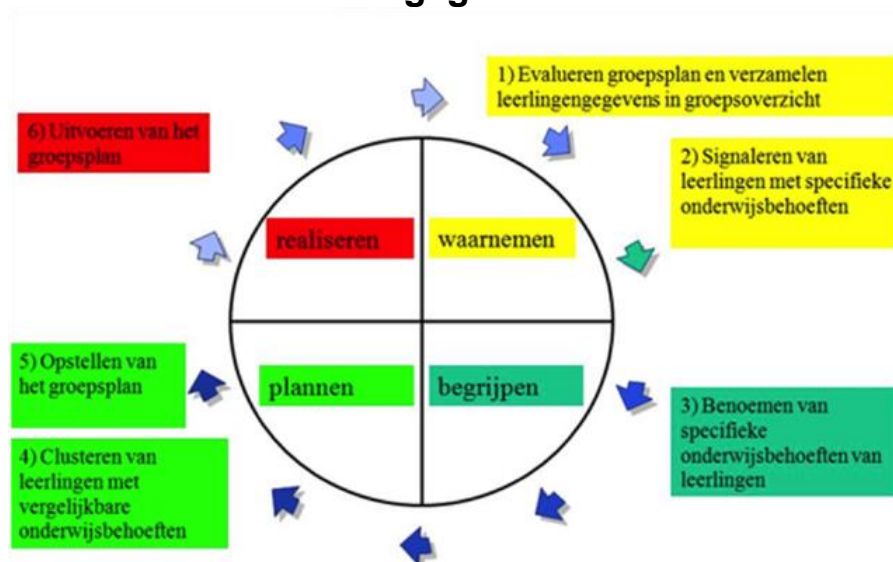 1) Evalueren groepsplan en verzamelen
leerlingengegevens in groepsoverzicht
2) Signaleren van
leerlingen met specifieke
onderwijsbehoeften
3) Benoemen van
specifieke
onderwijsbehoeften van
leerlingen
4) Clusteren van
leerlingen met
vergelijkbare
onderwijsbehoeften
5) Opstellen van
het groepsplan
6) Uitvoeren van het
groepsplan
realiseren
waarnemen
plannen
begrijpen